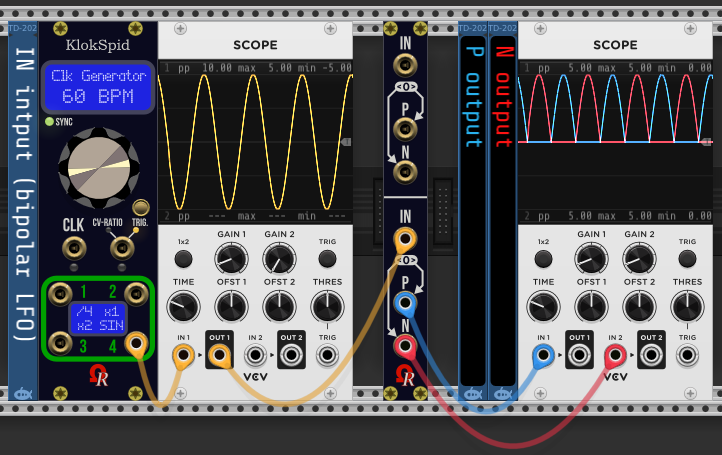 TD-202
IN intput (bipolar LFO)
KlokSpid
Clk Generator
60 BPM
SYNC
CLK
CV-RATIO
TRIG.
1
2
/4 x1
x2 SIN
3
4
ΩR
SCOPE
1 pp 10.00 max 5.00 min -5.00
2 pp --- max --- min ---
1x2
GAIN 1
GAIN 2
TRIG
TIME
OFST 1
OFST 2
THRES
IN 1
OUT 1
IN 2
OUT 2
TRIG
VCV
IN
<0>
P
N
IN
<0>
P
N
ΩR
TD-202
P output
TD-202
N output
SCOPE
1 pp 5.00 max 5.00 min 0.00
2 pp 5.00 max 5.00 min 0.00
1x2
GAIN 1
GAIN 2
TRIG
TIME
OFST 1
OFST 2
THRES
IN 1
OUT 1
IN 2
OUT 2
TRIG
VCV